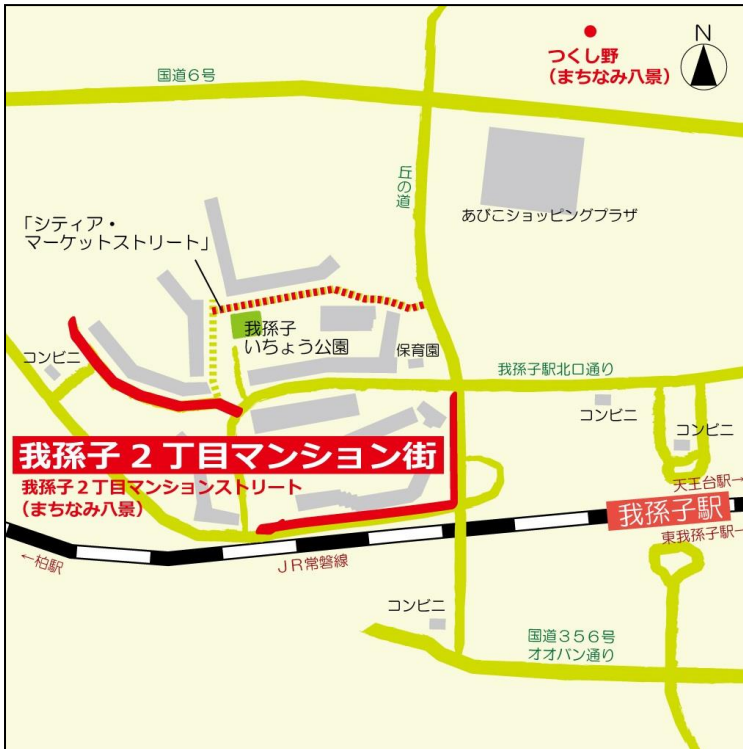 N
つくし野
(まちなみ八景)
国道６号
丘の道
あびこショッピングプラザ
「シティア・
マーケットストリート」
我孫子
いちょう公園
保育園
コンビニ
我孫子駅北口通り
コンビニ
コンビニ
我孫子２丁目マンション街
我孫子２丁目マンションストリート
(まちなみ八景)
天王台駅→
我孫子駅
東我孫子駅→
←柏駅
ＪＲ常磐線
コンビニ
国道３５６号
オオバン通り